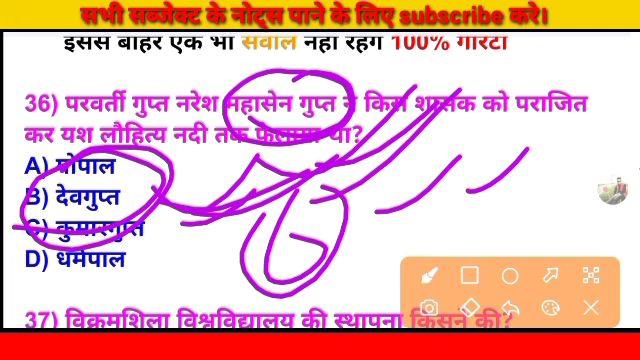 सभी सब्जेक्ट के नोट्स पाने के लिए subscribe करे।
इससे बाहर एक भी सवाल नहीं रहेगे 100% गारंटी
36) परवर्ती गुप्त नरेश महासेन गुप्त ने किस शासक को पराजित
कर यश लौहित्य नदी तक फैलाया था?
A) गोपाल
B) देवगुप्त
C) कुमारगुप्त
D) धर्मपाल
37) विक्रमशिला विश्वविद्यालय की स्थापना किसने की?